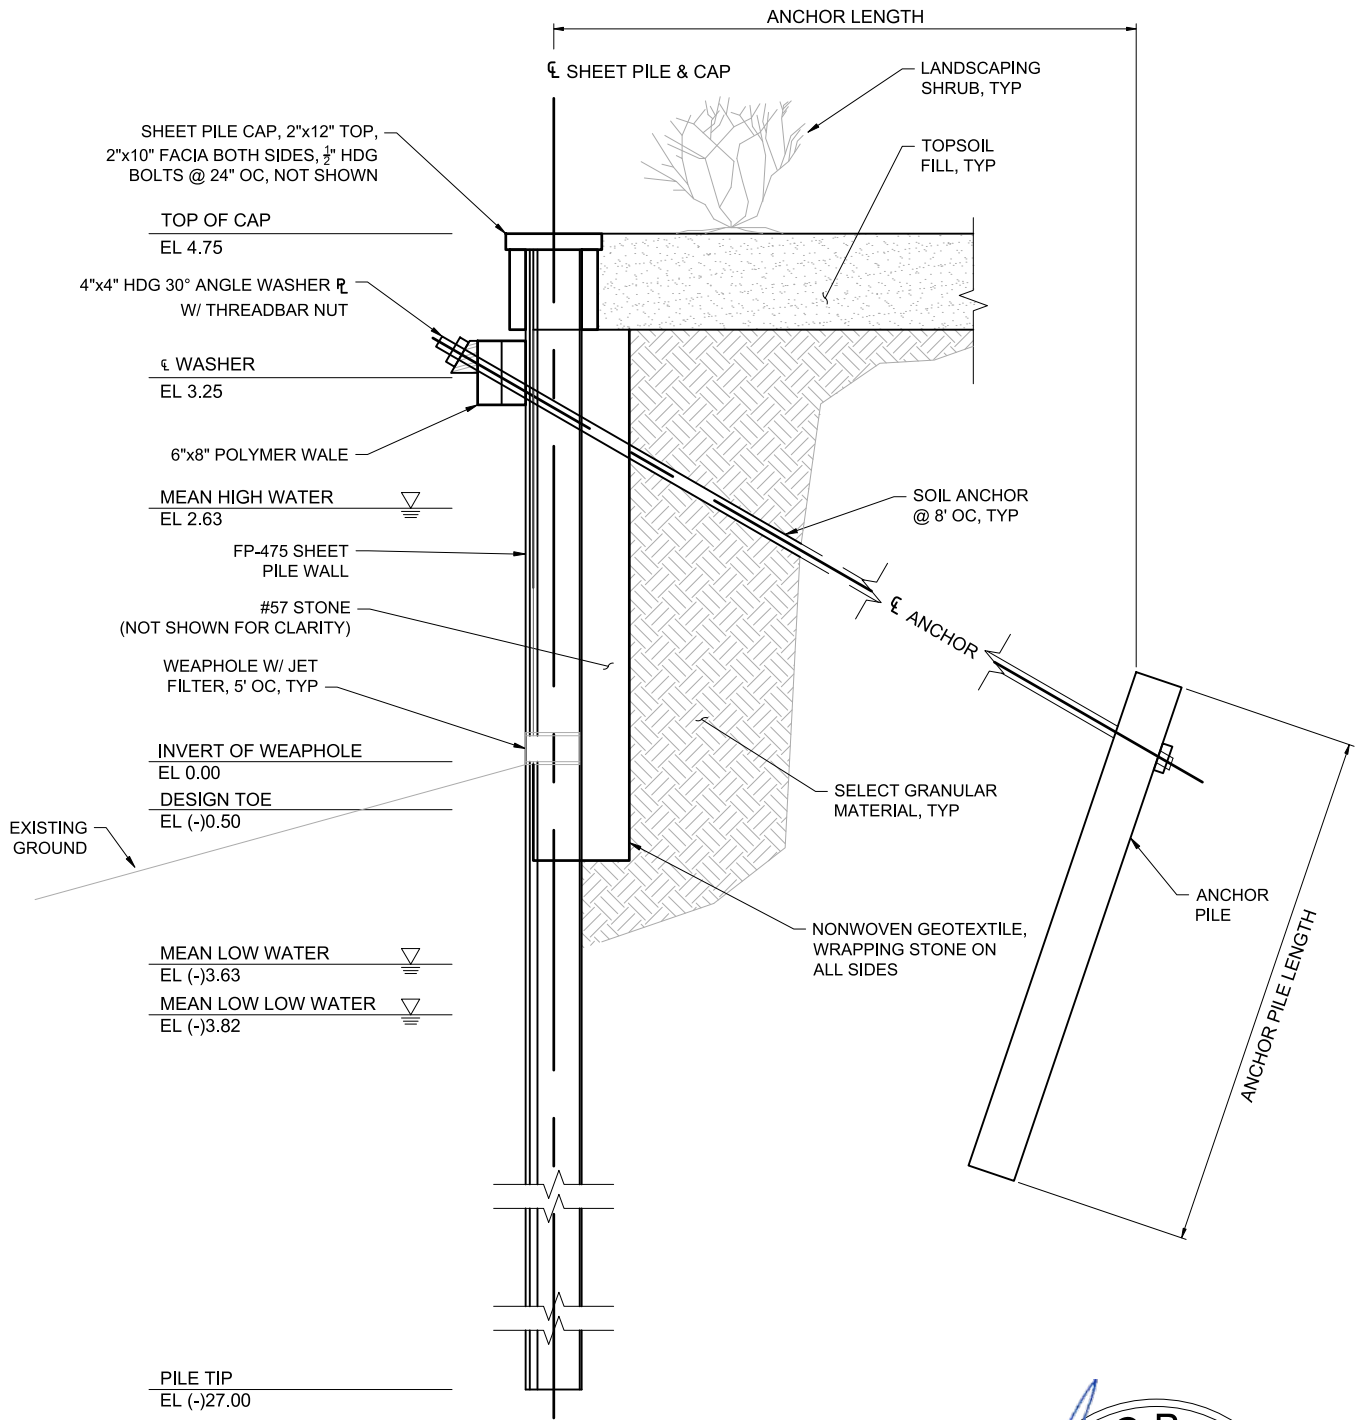 ANCHOR LENGTH
℄ SHEET PILE & CAP
LANDSCAPING
SHRUB, TYP
SHEET PILE CAP, 2"x12" TOP,
2"x10" FACIA BOTH SIDES, ½" HDG
BOLTS @ 24" OC, NOT SHOWN
TOPSOIL
FILL, TYP
TOP OF CAP
EL 4.75
4"x4" HDG 30° ANGLE WASHER PL
W/ THREADBAR NUT
℄ WASHER
EL 3.25
6"x8" POLYMER WALE
MEAN HIGH WATER
EL 2.63
SOIL ANCHOR
@ 8' OC, TYP
FP-475 SHEET
PILE WALL
#57 STONE
(NOT SHOWN FOR CLARITY)
℄ ANCHOR
WEAPHOLE W/ JET
FILTER, 5' OC, TYP
INVERT OF WEAPHOLE
EL 0.00
DESIGN TOE
EL (-)0.50
SELECT GRANULAR
MATERIAL, TYP
EXISTING
GROUND
ANCHOR
PILE
NONWOVEN GEOTEXTILE,
WRAPPING STONE ON
ALL SIDES
ANCHOR PILE LENGTH
MEAN LOW WATER
EL (-)3.63
MEAN LOW LOW WATER
EL (-)3.82
PILE TIP
EL (-)27.00